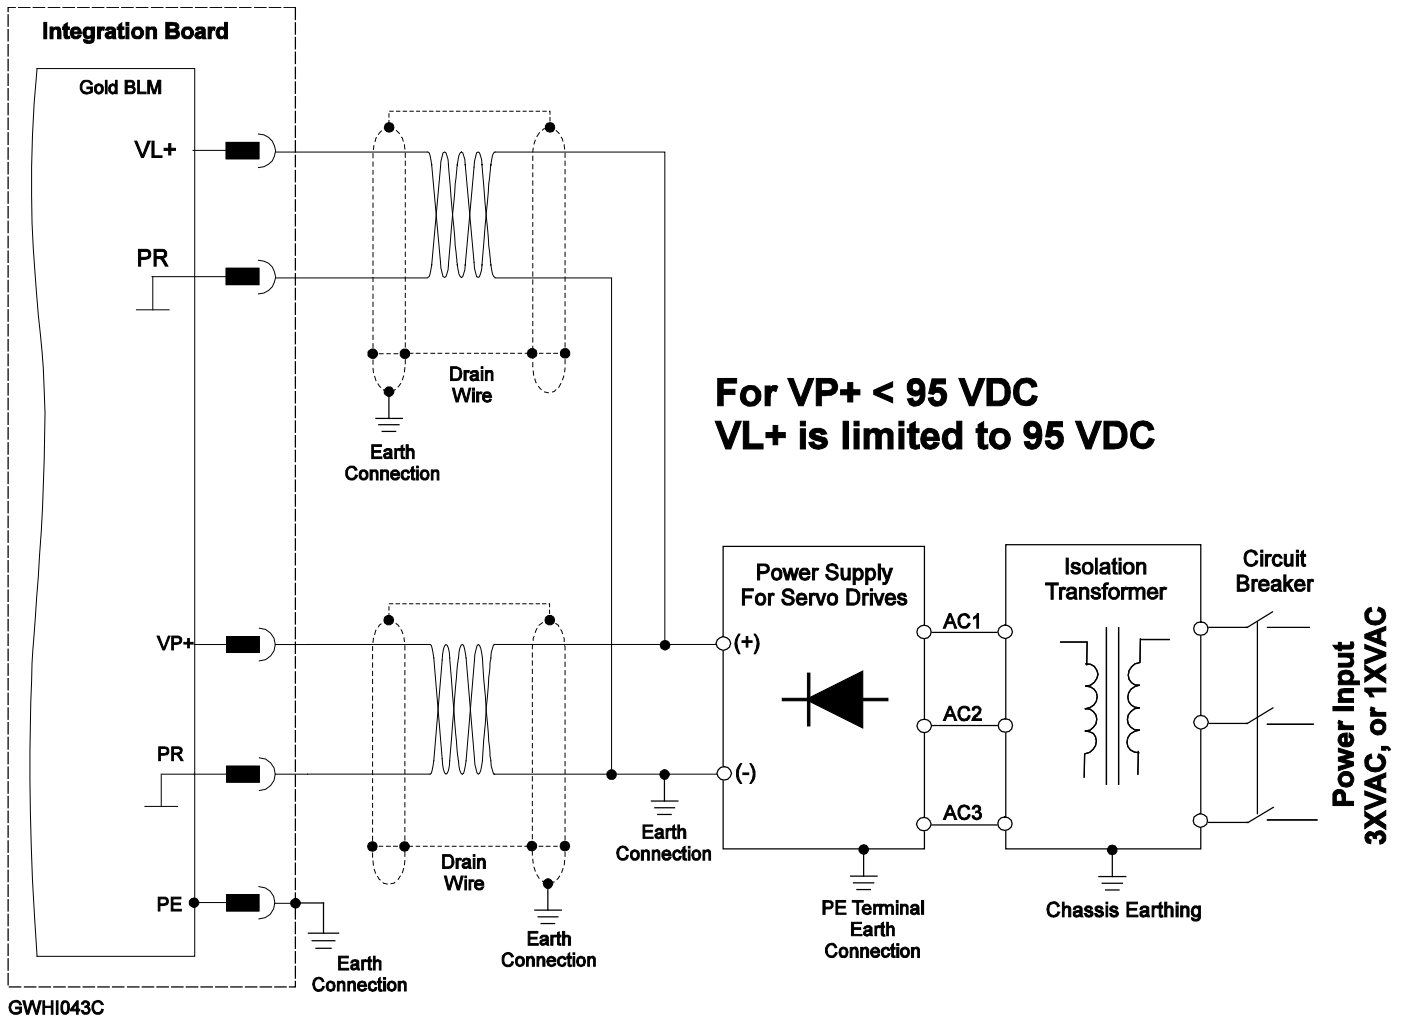 Integration Board
Gold BLM
VL+
PR
Drain
Wire
Earth
Connection
For VP+ < 95 VDC
VL+ is limited to 95 VDC
Power Supply
For Servo Drives
(+)
(-)
AC1
AC2
AC3
Isolation
Transformer
Circuit
Breaker
Power Input
3XVAC, or 1XVAC
VP+
PR
PE
Drain
Wire
Earth
Connection
Earth
Connection
Earth
Connection
PE Terminal
Earth
Connection
Chassis Earthing
GWHI043C